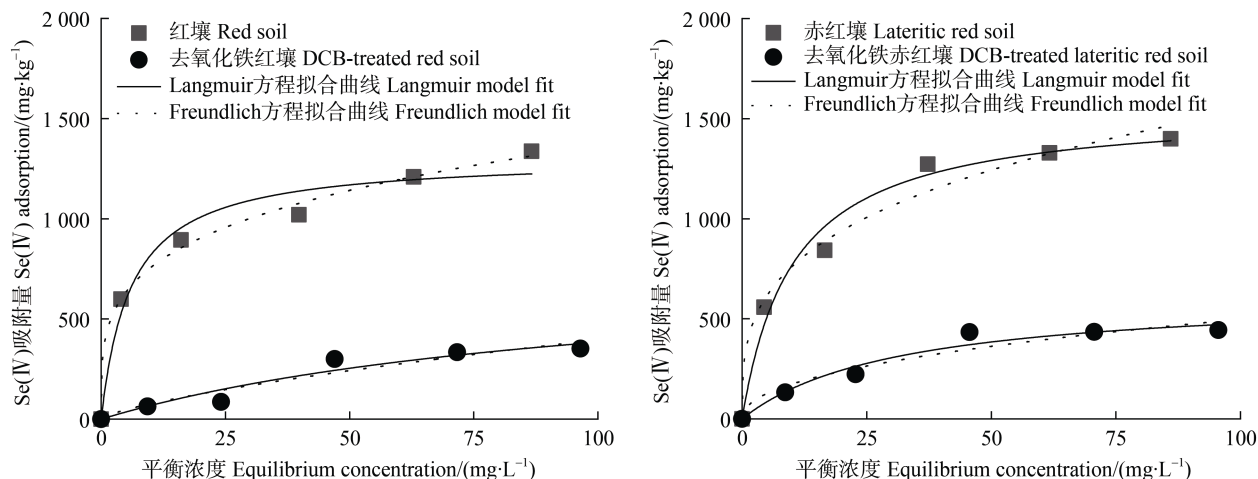 Se(Ⅳ)吸附量 Se(Ⅳ) adsorption/(mg·kg⁻¹)
2 000
1 500
1 000
500
0
红壤 Red soil
去氧化铁红壤 DCB-treated red soil
Langmuir方程拟合曲线 Langmuir model fit
Freundlich方程拟合曲线 Freundlich model fit
0 25 50 75 100
平衡浓度 Equilibrium concentration/(mg·L⁻¹)
Se(Ⅳ)吸附量 Se(Ⅳ) adsorption/(mg·kg⁻¹)
2 000
1 500
1 000
500
0
赤红壤 Lateritic red soil
去氧化铁赤红壤 DCB-treated lateritic red soil
Langmuir方程拟合曲线 Langmuir model fit
Freundlich方程拟合曲线 Freundlich model fit
0 25 50 75 100
平衡浓度 Equilibrium concentration/(mg·L⁻¹)